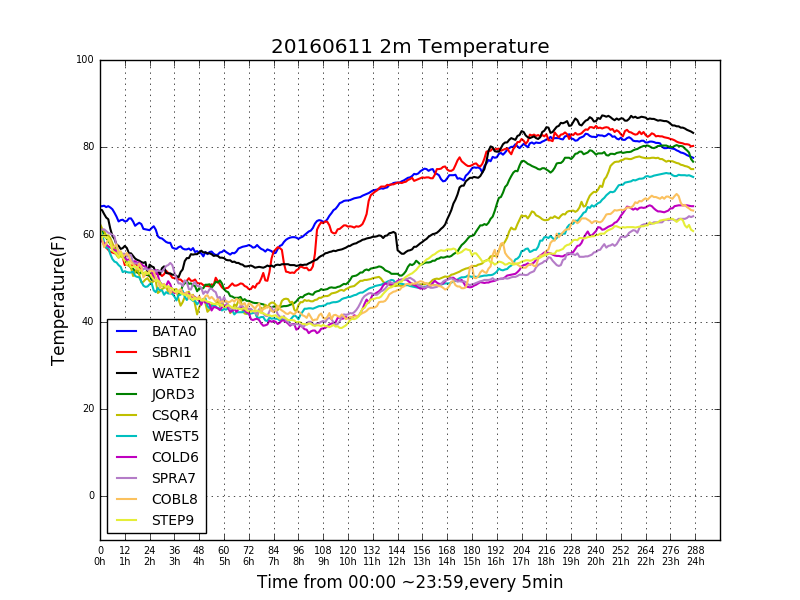 20160611 2m Temperature
100
80
60
40
20
0
Temperature(F)
BATA0
SBRI1
WATE2
JORD3
CSQR4
WEST5
COLD6
SPRA7
COBL8
STEP9
0 12 24 36 48 60 72 84 96 108 120 132 144 156 168 180 192 204 216 228 240 252 264 276 288
0h 1h 2h 3h 4h 5h 6h 7h 8h 9h 10h 11h 12h 13h 14h 15h 16h 17h 18h 19h 20h 21h 22h 23h 24h
Time from 00:00 ~23:59,every 5min